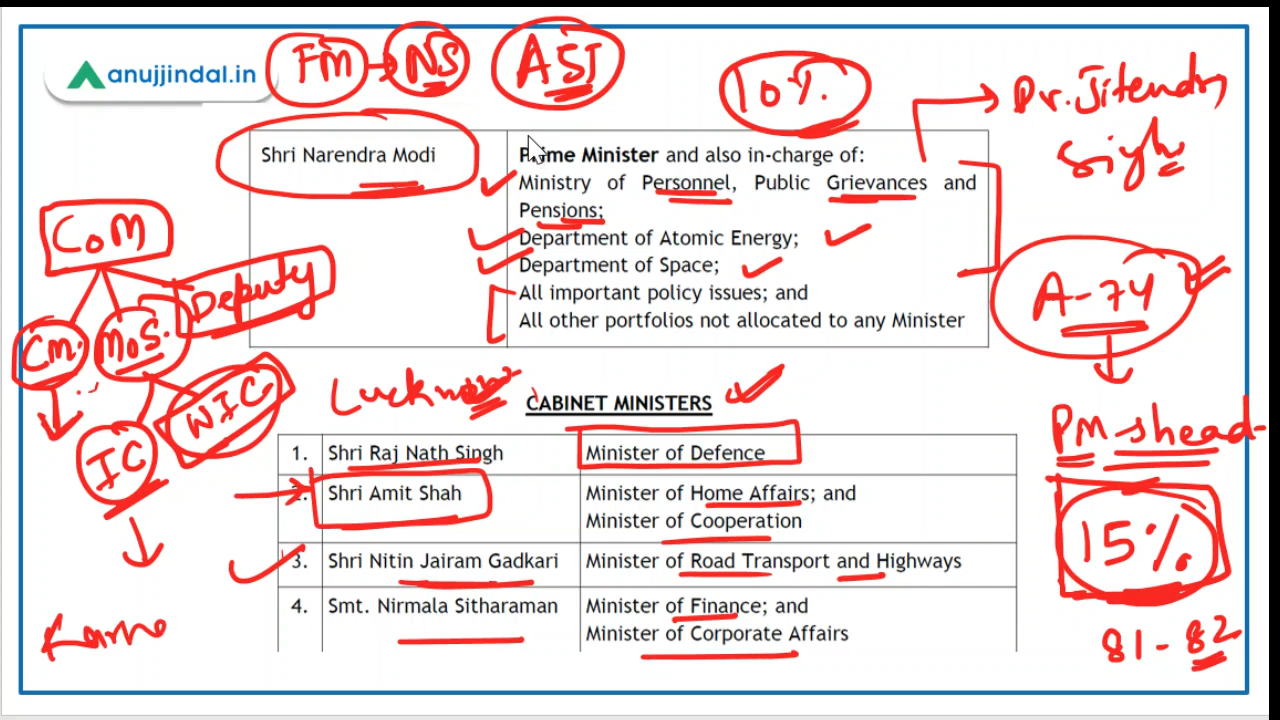 FM → NS
ASI
10%.
Dr. Jitendra
Singh
anujjindal.in
Shri Narendra Modi
Prime Minister and also in-charge of:
Ministry of Personnel, Public Grievances and
Pensions;
Department of Atomic Energy;
Department of Space;
All important policy issues; and
All other portfolios not allocated to any Minister
CoM
Deputy
CM.
MoS.
IC
NIC
A-74
PM-shead-
15%
81-82
Lucknow
CABINET MINISTERS
1. Shri Raj Nath Singh Minister of Defence
2. Shri Amit Shah Minister of Home Affairs; and
Minister of Cooperation
3. Shri Nitin Jairam Gadkari Minister of Road Transport and Highways
4. Smt. Nirmala Sitharaman Minister of Finance; and
Minister of Corporate Affairs